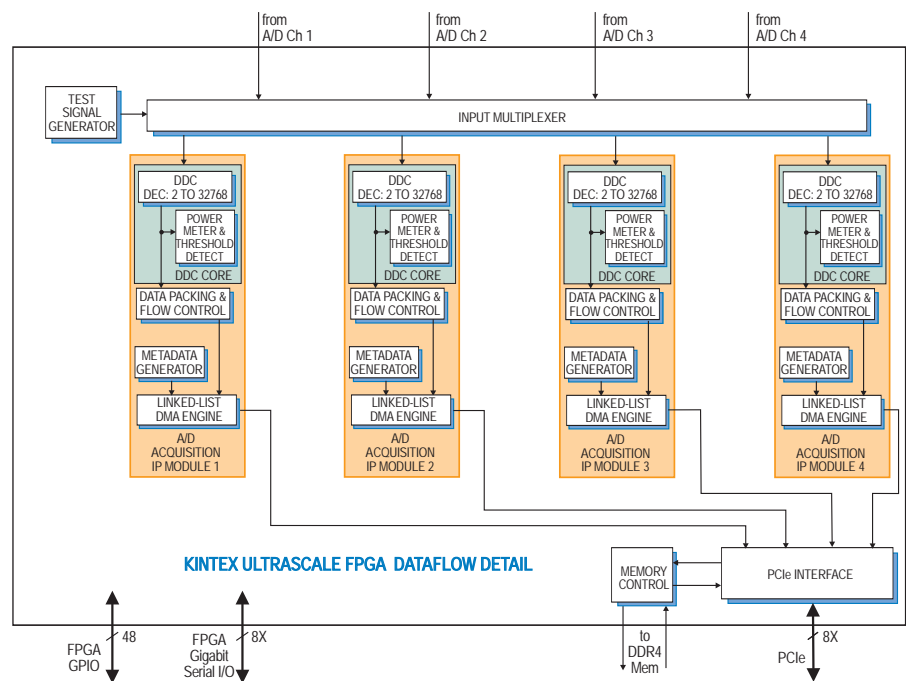 from
A/D Ch 1
from
A/D Ch 2
from
A/D Ch 3
from
A/D Ch 4
TEST
SIGNAL
GENERATOR
INPUT MULTIPLEXER
DDC
DEC: 2 TO 32768
POWER
METER &
THRESHOLD
DETECT
DDC CORE
DATA PACKING &
FLOW CONTROL
METADATA
GENERATOR
LINKED-LIST
DMA ENGINE
A/D
ACQUISITION
IP MODULE 1
DDC
DEC: 2 TO 32768
POWER
METER &
THRESHOLD
DETECT
DDC CORE
DATA PACKING &
FLOW CONTROL
METADATA
GENERATOR
LINKED-LIST
DMA ENGINE
A/D
ACQUISITION
IP MODULE 2
DDC
DEC: 2 TO 32768
POWER
METER &
THRESHOLD
DETECT
DDC CORE
DATA PACKING &
FLOW CONTROL
METADATA
GENERATOR
LINKED-LIST
DMA ENGINE
A/D
ACQUISITION
IP MODULE 3
DDC
DEC: 2 TO 32768
POWER
METER &
THRESHOLD
DETECT
DDC CORE
DATA PACKING &
FLOW CONTROL
METADATA
GENERATOR
LINKED-LIST
DMA ENGINE
A/D
ACQUISITION
IP MODULE 4
KINTEX ULTRASCALE FPGA DATAFLOW DETAIL
MEMORY
CONTROL
PCIe INTERFACE
48
FPGA
GPIO
8X
FPGA
Gigabit
Serial I/O
to
DDR4
Mem
8X
PCIe